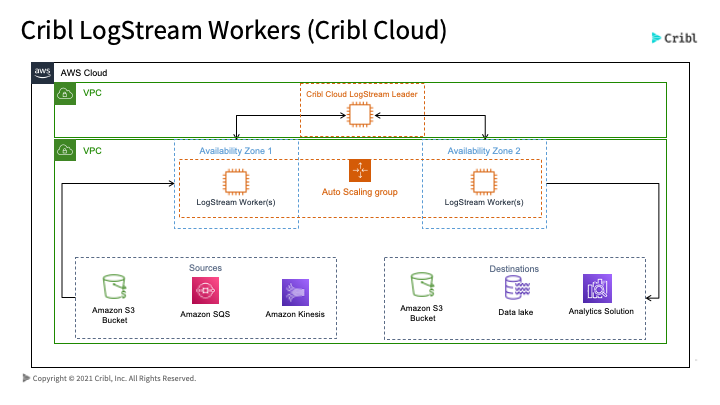 Cribl LogStream Workers (Cribl Cloud)
Cribl
aws
AWS Cloud
VPC
Cribl Cloud LogStream Leader
VPC
Availability Zone 1
Availability Zone 2
LogStream Worker(s)
Auto Scaling group
LogStream Worker(s)
Sources
Amazon S3
Bucket
Amazon SQS
Amazon Kinesis
Destinations
Amazon S3
Bucket
Data lake
Analytics Solution
Copyright © 2021 Cribl, Inc. All Rights Reserved.